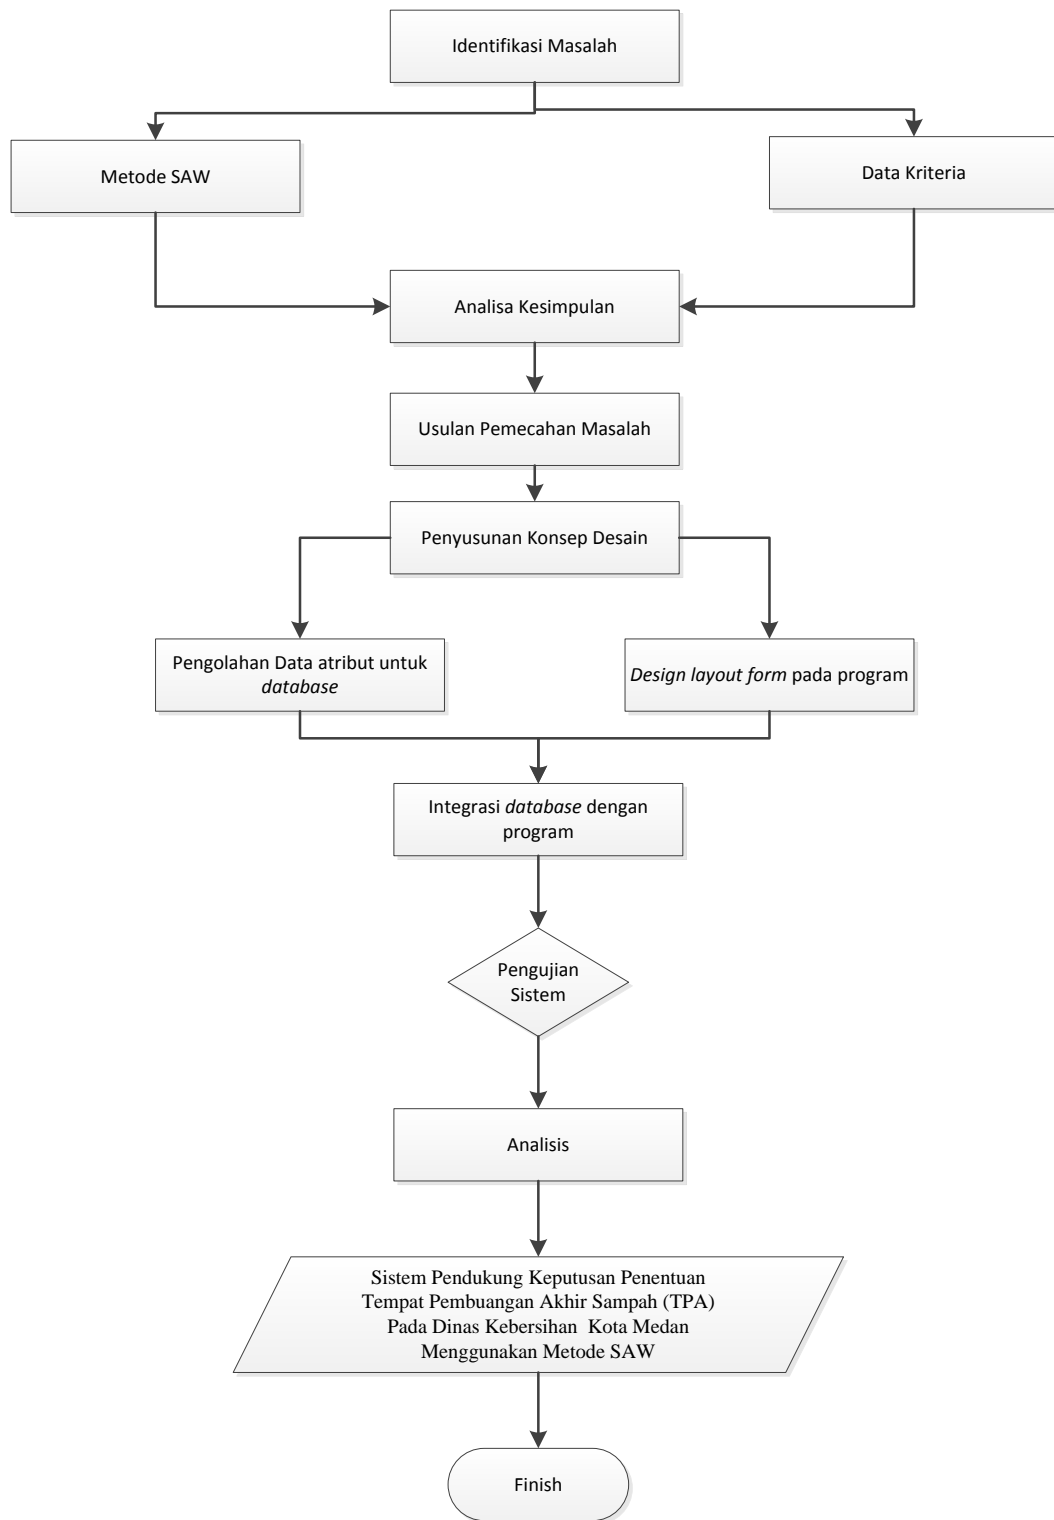 Identifikasi Masalah
Metode SAW
Data Kriteria
Analisa Kesimpulan
Usulan Pemecahan Masalah
Penyusunan Konsep Desain
Pengolahan Data atribut untuk
database
Design layout form pada program
Integrasi database dengan
program
Pengujian
Sistem
Analisis
Sistem Pendukung Keputusan Penentuan
Tempat Pembuangan Akhir Sampah (TPA)
Pada Dinas Kebersihan Kota Medan
Menggunakan Metode SAW
Finish